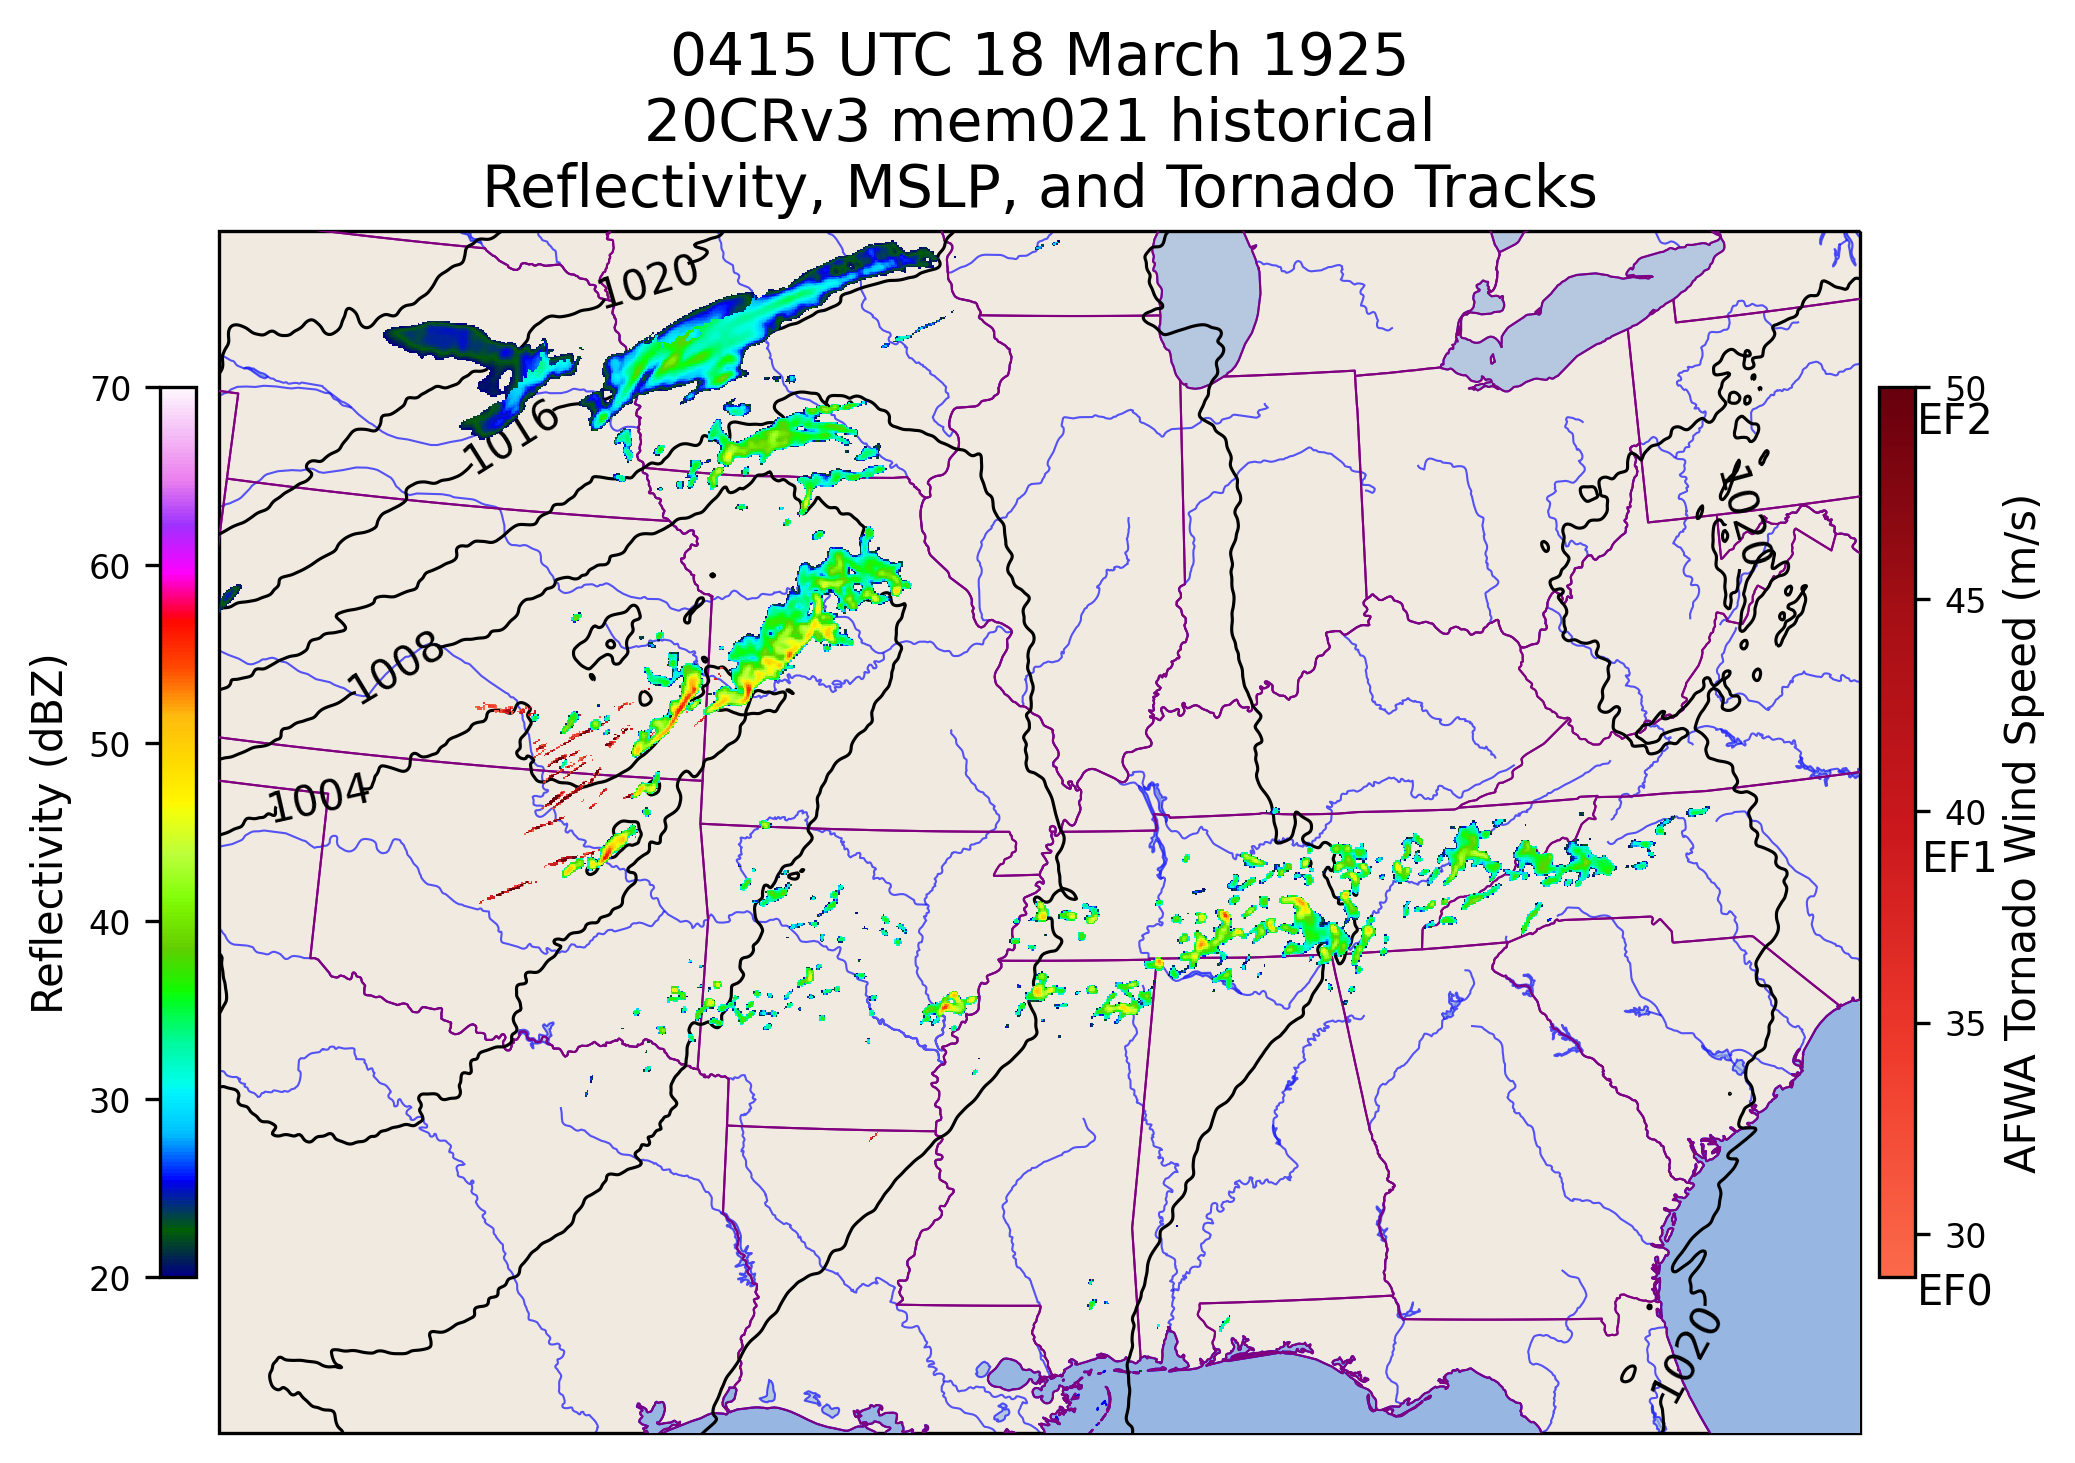 0415 UTC 18 March 1925
20CRv3 mem021 historical
Reflectivity, MSLP, and Tornado Tracks
Reflectivity (dBZ)
70
60
50
40
30
20
1020
1016
1008
1004
1020
1020
50
EF2
45
40
EF1
35
30
EF0
AFWA Tornado Wind Speed (m/s)